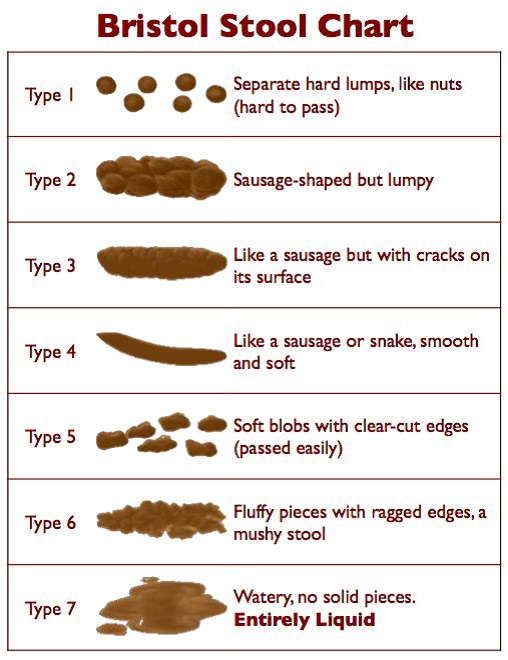 Bristol Stool Chart
Type 1
Separate hard lumps, like nuts
(hard to pass)
Type 2
Sausage-shaped but lumpy
Type 3
Like a sausage but with cracks on
its surface
Type 4
Like a sausage or snake, smooth
and soft
Type 5
Soft blobs with clear-cut edges
(passed easily)
Type 6
Fluffy pieces with ragged edges, a
mushy stool
Type 7
Watery, no solid pieces.
Entirely Liquid